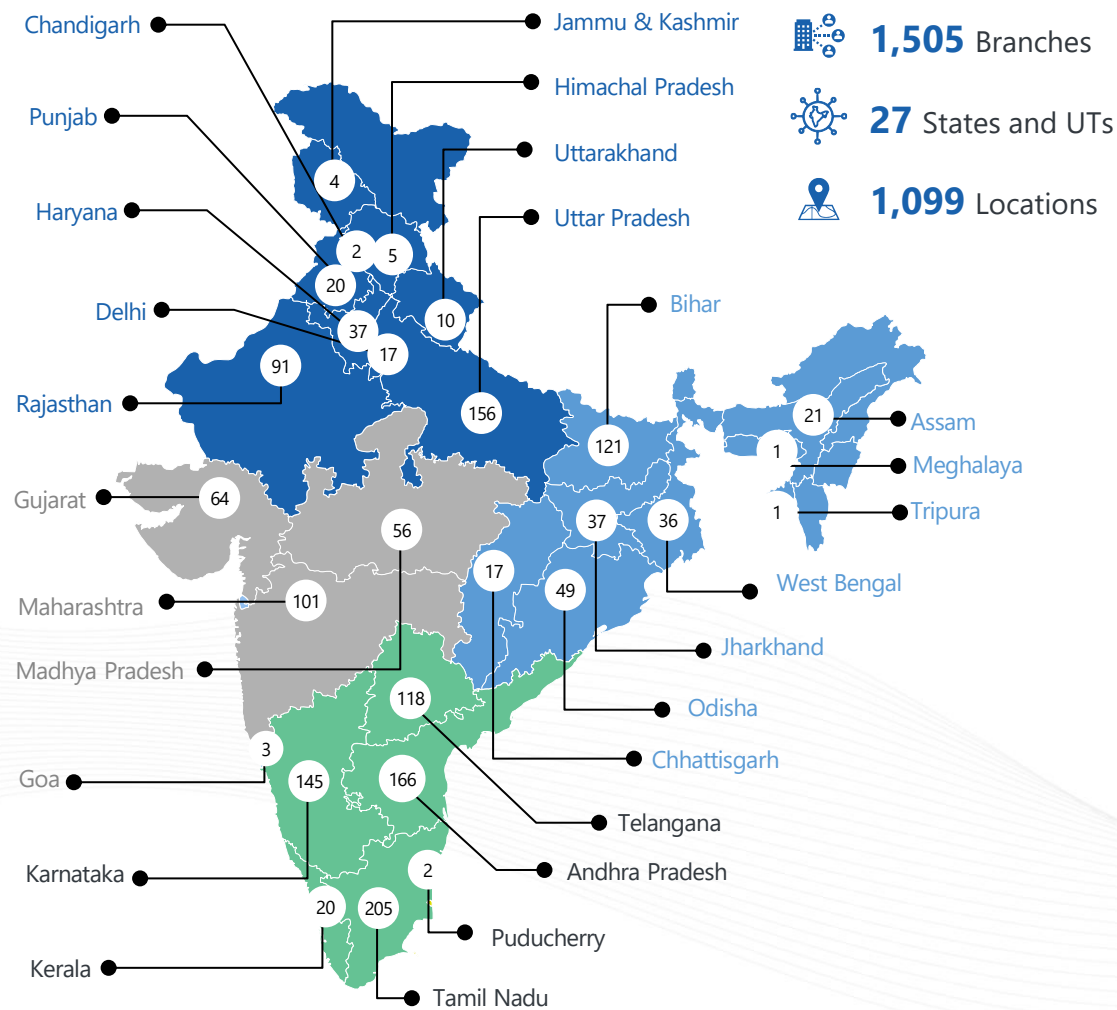 Chandigarh
Jammu & Kashmir
1,505 Branches
Himachal Pradesh
Punjab
27 States and UTs
Uttarakhand
4
Haryana
Uttar Pradesh
1,099 Locations
2
5
20
Delhi
Bihar
10
37
17
91
Rajasthan
156
21
Assam
121
1
Meghalaya
Gujarat
64
1
Tripura
56
37
36
17
West Bengal
49
Maharashtra
101
Jharkhand
Madhya Pradesh
118
Odisha
3
Chhattisgarh
Goa
145
166
Telangana
Karnataka
2
Andhra Pradesh
20
205
Puducherry
Kerala
Tamil Nadu